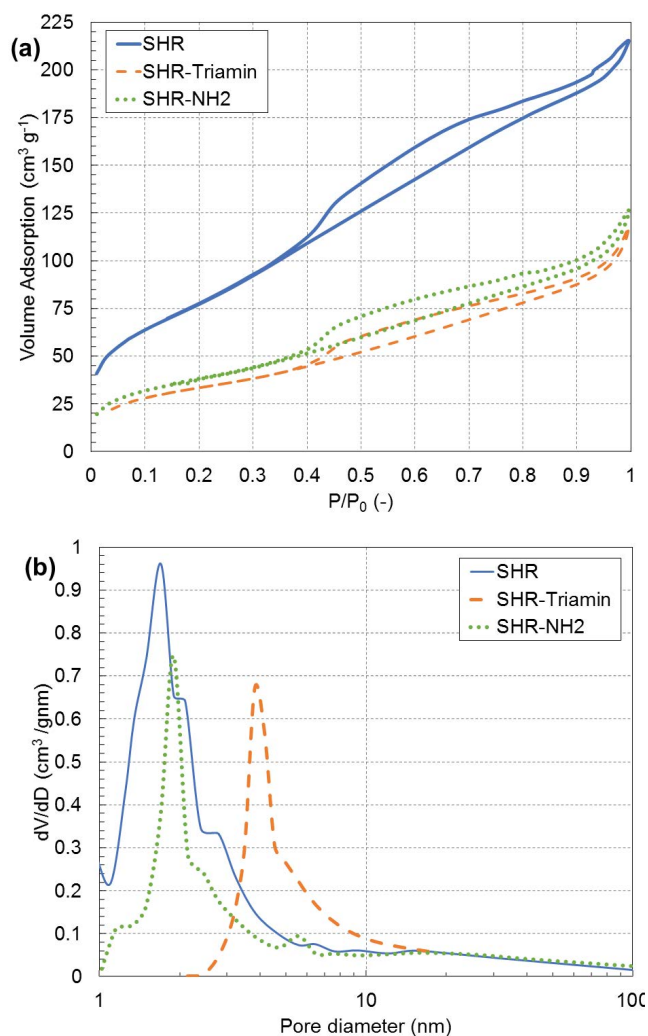 (a)
SHR
SHR-Triamin
SHR-NH2
Volume Adsorption (cm³ g⁻¹)
225
200
175
150
125
100
75
50
25
0
0 0.1 0.2 0.3 0.4 0.5 0.6 0.7 0.8 0.9 1
P/P₀ (-)
(b)
SHR
SHR-Triamin
SHR-NH2
dV/dD (cm³ /gnm)
1
0.9
0.8
0.7
0.6
0.5
0.4
0.3
0.2
0.1
0
1 10 100
Pore diameter (nm)